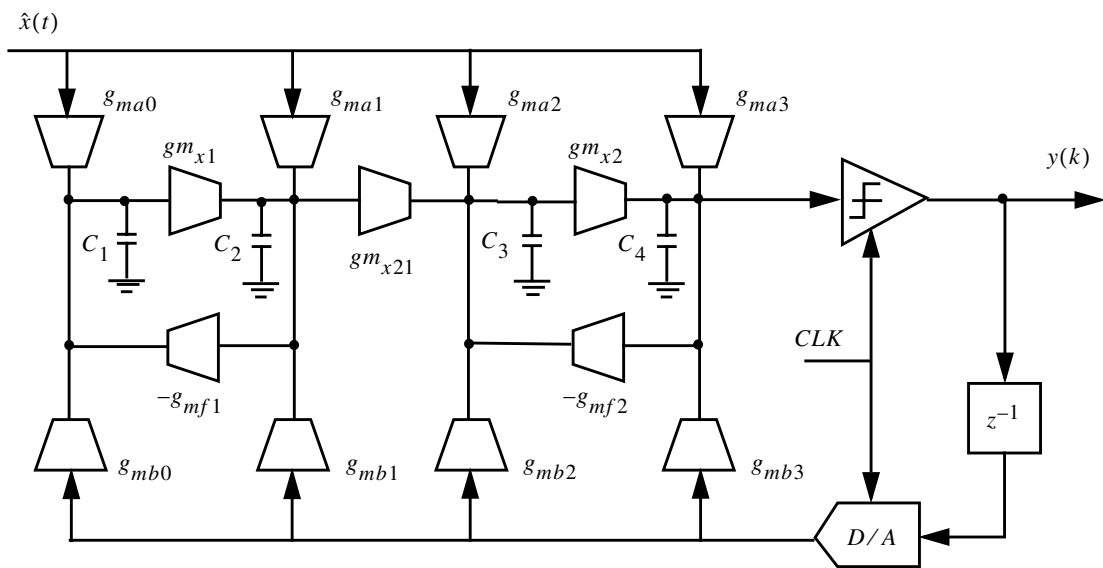 x̂(t)
g_ma0
g_ma1
g_ma2
g_ma3
gm_x1
gm_x2
y(k)
C_1
C_2
gm_x21
C_3
C_4
CLK
−g_mf1
−g_mf2
z^−1
g_mb0
g_mb1
g_mb2
g_mb3
D/A